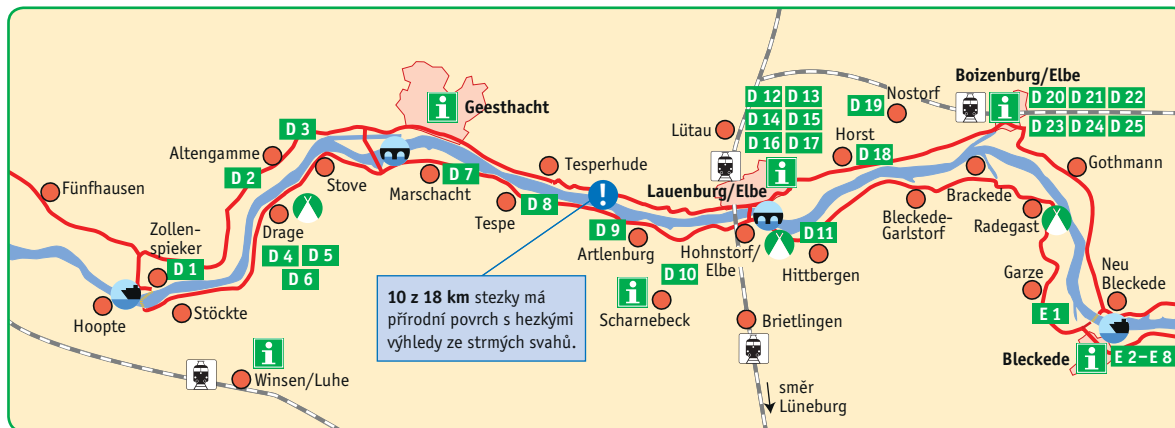 Fünfhausen
Altengamme
D 3
D 2
Zollen-
spieker
D 1
Hoopte
Stöckte
Winsen/Luhe
i
Drage
D 4 D 5
D 6
Stove
i
Geesthacht
Marschacht
D 7
Tespe
D 8
Tesperhude
!
10 z 18 km stezky má
přírodní povrch s hezkými
výhledy ze strmých svahů.
D 9
Artlenburg
i
D 10
Scharnebeck
Lütau
D 12 D 13
D 14 D 15
D 16 D 17
Lauenburg/Elbe
i
Hohnstorf/
Elbe
D 11
Hittbergen
Brietlingen
směr
Lüneburg
Horst
D 18
D 19
Nostorf
Boizenburg/Elbe
i
D 20 D 21 D 22
D 23 D 24 D 25
Gothmann
Brackede
Bleckede-
Garlstorf
Radegast
Garze
E 1
Neu
Bleckede
Bleckede
i
E 2–E 8